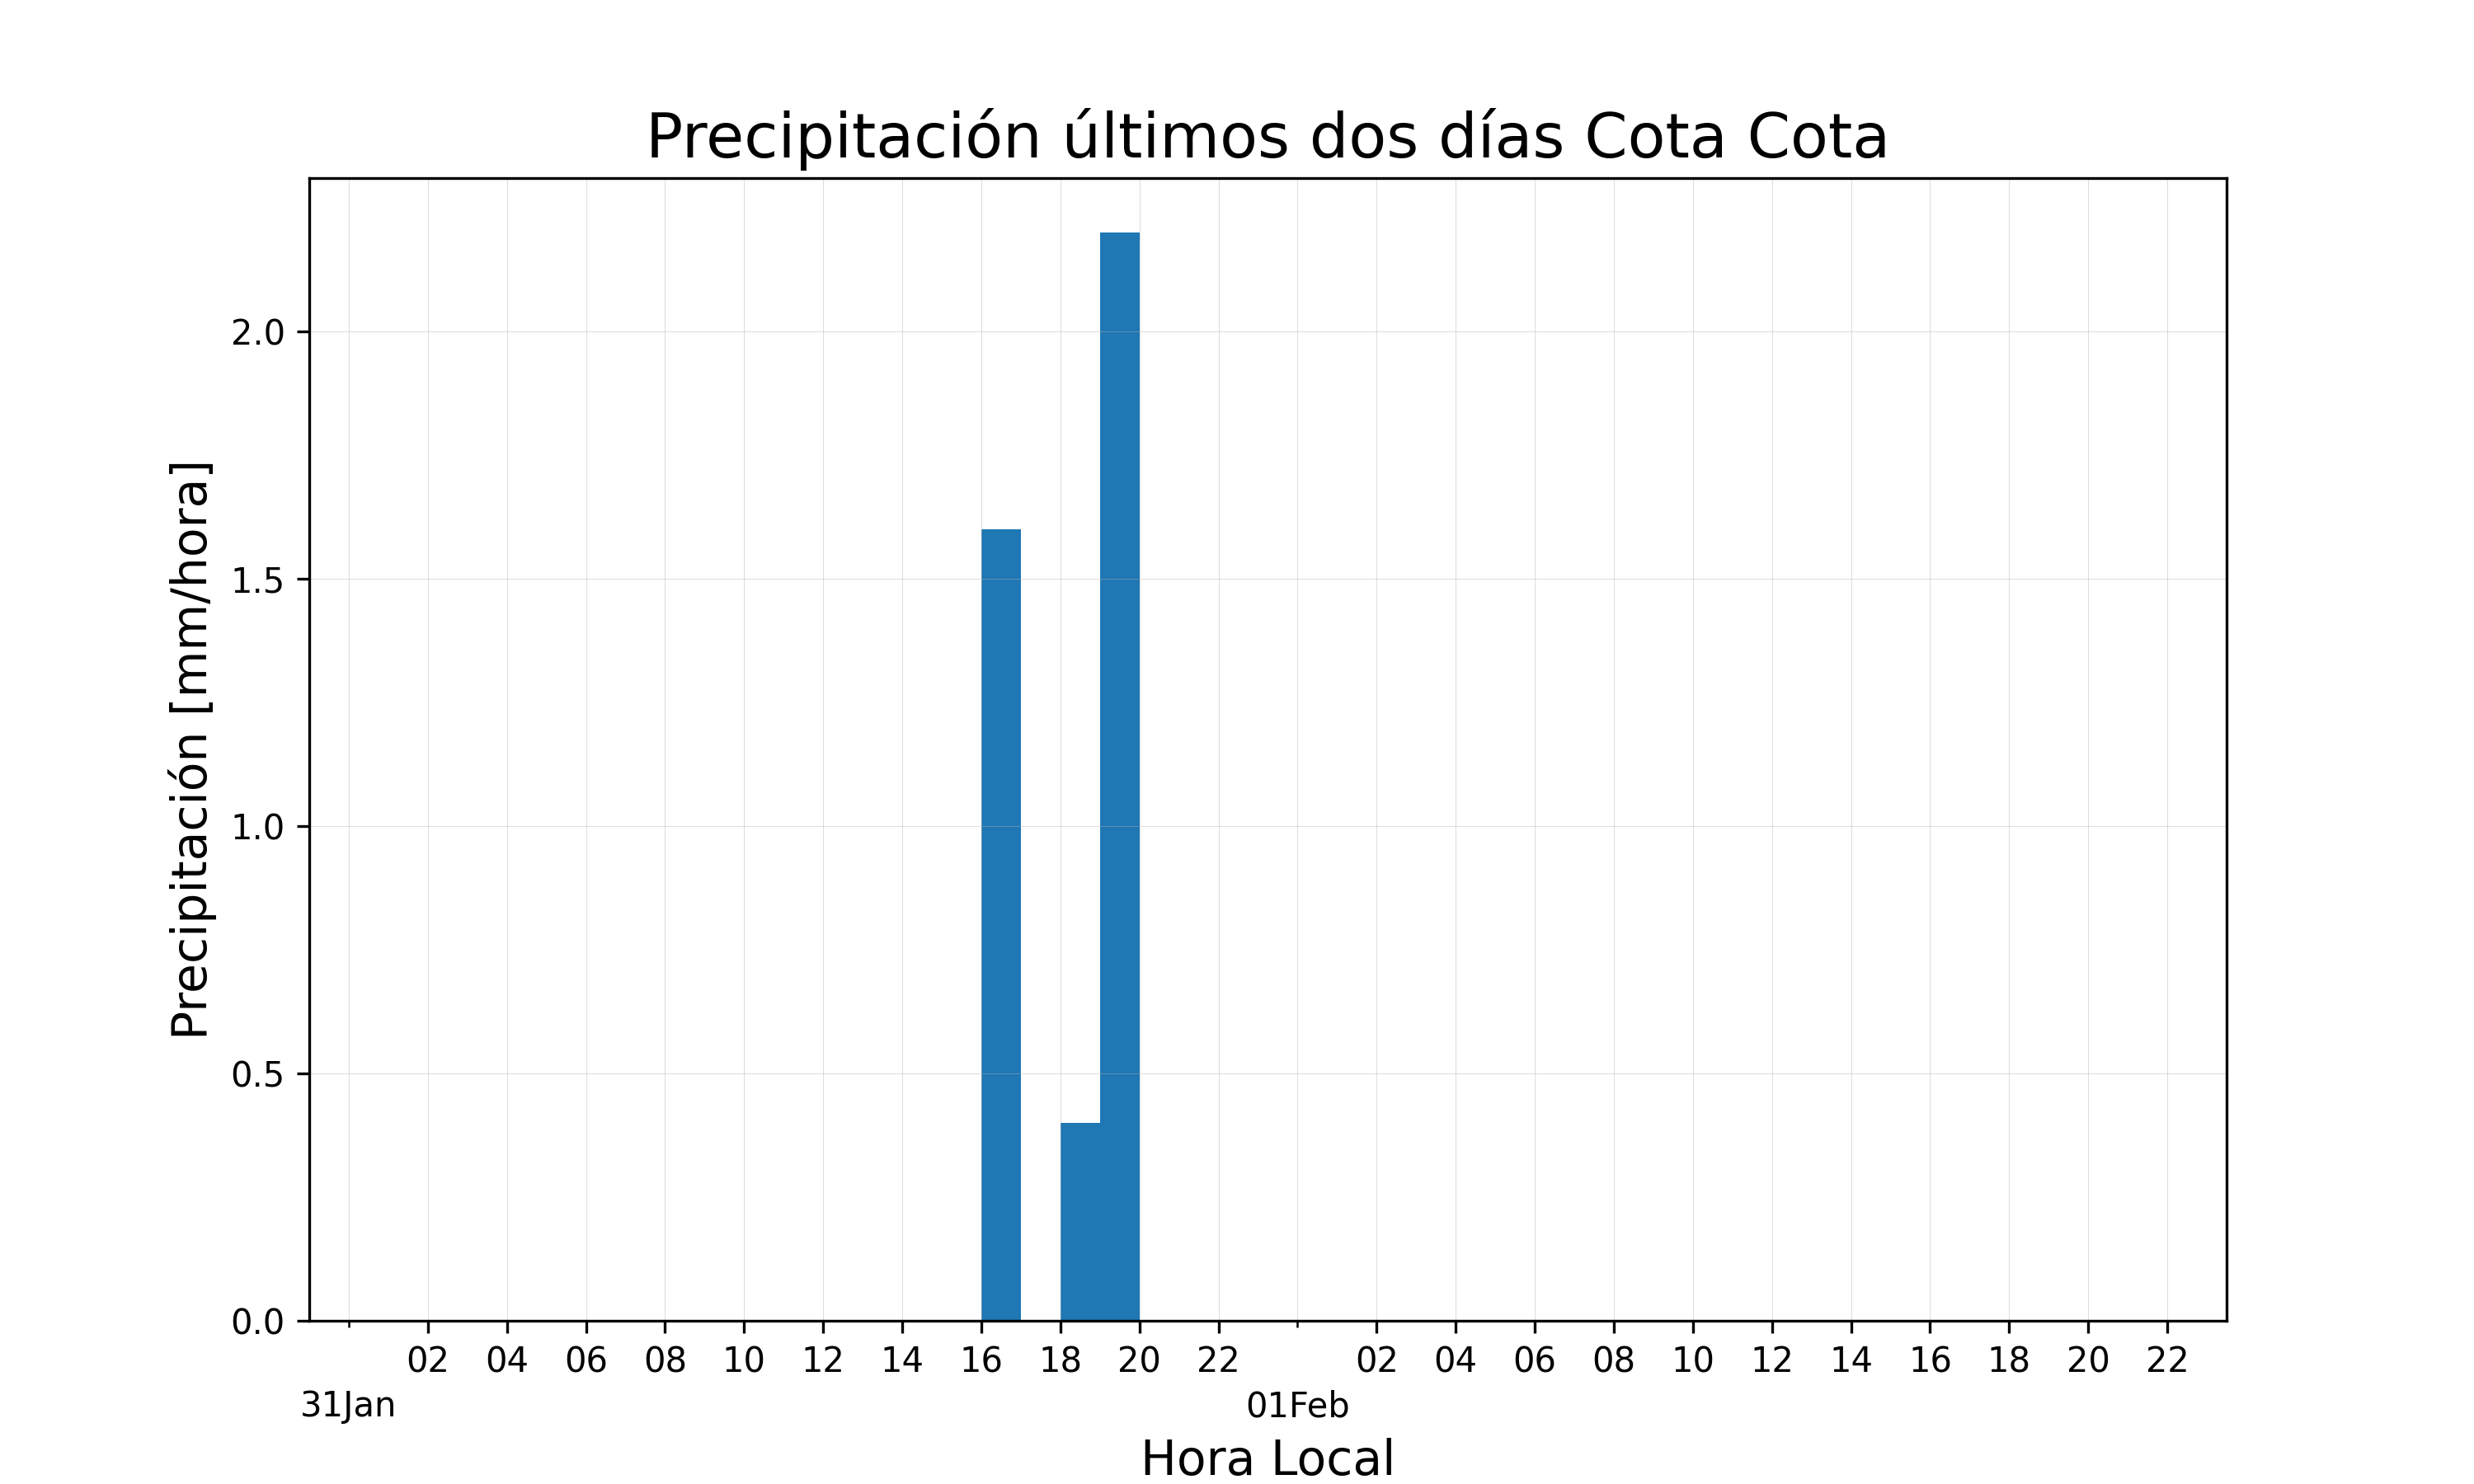 Precipitación últimos dos días Cota Cota
Precipitación [mm/hora]
2.0
1.5
1.0
0.5
0.0
02 04 06 08 10 12 14 16 18 20 22 02 04 06 08 10 12 14 16 18 20 22
31Jan 01Feb
Hora Local